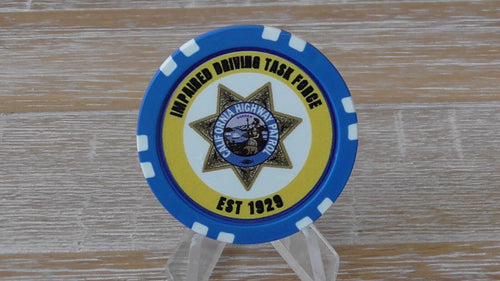 IMPAIRED DRIVING TASK FORCE
CALIFORNIA HIGHWAY PATROL
EST 1929